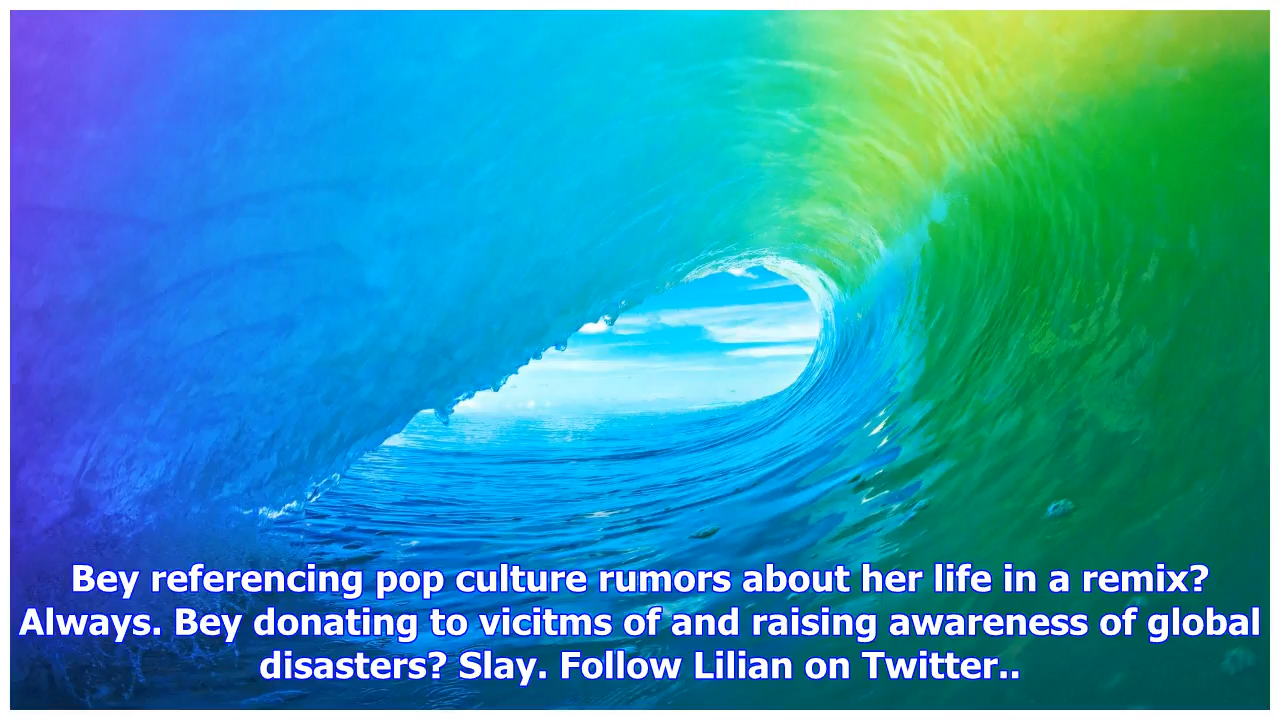 Bey referencing pop culture rumors about her life in a remix?
Always. Bey donating to vicitms of and raising awareness of global
disasters? Slay. Follow Lilian on Twitter..